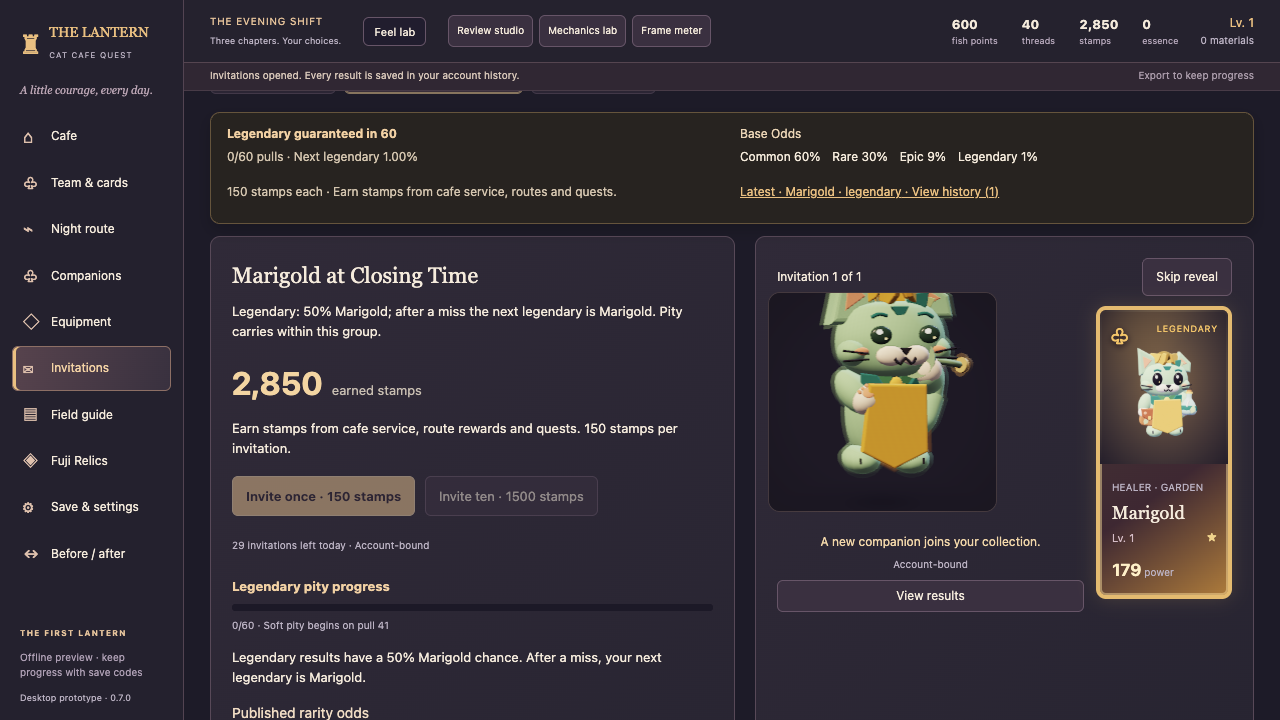 THE LANTERN
CAT CAFE QUEST
A little courage, every day.
Cafe
Team & cards
Night route
Companions
Equipment
Invitations
Field guide
Fuji Relics
Save & settings
Before / after
THE FIRST LANTERN
Offline preview · keep
progress with save codes
Desktop prototype · 0.7.0
THE EVENING SHIFT
Three chapters. Your choices.
Feel lab
Review studio
Mechanics lab
Frame meter
600
fish points
40
threads
2,850
stamps
0
essence
Lv. 1
0 materials
Invitations opened. Every result is saved in your account history.
Export to keep progress
Legendary guaranteed in 60
0/60 pulls · Next legendary 1.00%
150 stamps each · Earn stamps from cafe service, routes and quests.
Base Odds
Common 60% Rare 30% Epic 9% Legendary 1%
Latest · Marigold · legendary · View history (1)
Marigold at Closing Time
Legendary: 50% Marigold; after a miss the next legendary is Marigold. Pity
carries within this group.
2,850 earned stamps
Earn stamps from cafe service, route rewards and quests. 150 stamps per
invitation.
Invite once · 150 stamps
Invite ten · 1500 stamps
29 invitations left today · Account-bound
Legendary pity progress
0/60 · Soft pity begins on pull 41
Legendary results have a 50% Marigold chance. After a miss, your next
legendary is Marigold.
Published rarity odds
Invitation 1 of 1
Skip reveal
A new companion joins your collection.
Account-bound
View results
LEGENDARY
HEALER · GARDEN
Marigold
Lv. 1
179 power